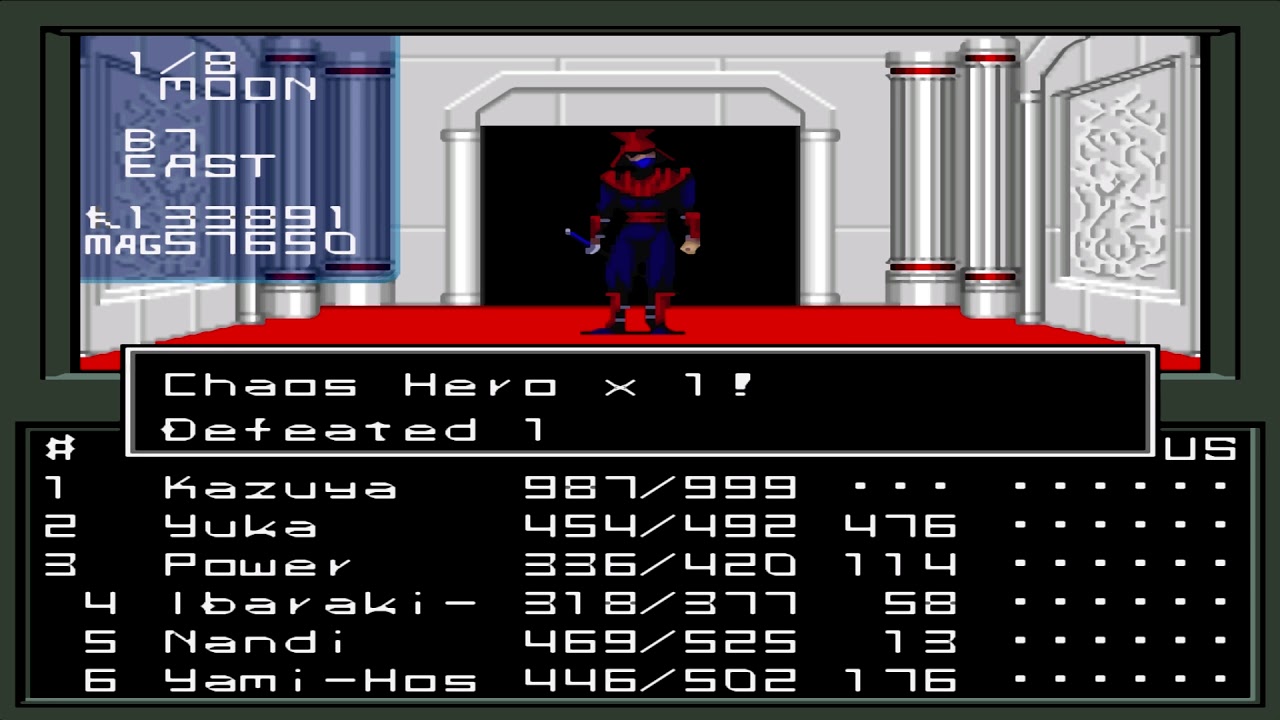 1/8
MOON
B7
EAST
133891
MAG57650
Chaos Hero x 1!
Defeated 1
# US
1 Kazuya 987/999 ... ......
2 Yuka 454/492 476 ......
3 Power 336/420 114 ......
4 Ibaraki- 318/377 58 ......
5 Nandi 469/525 13 ......
6 Yami-Hos 446/502 176 ......